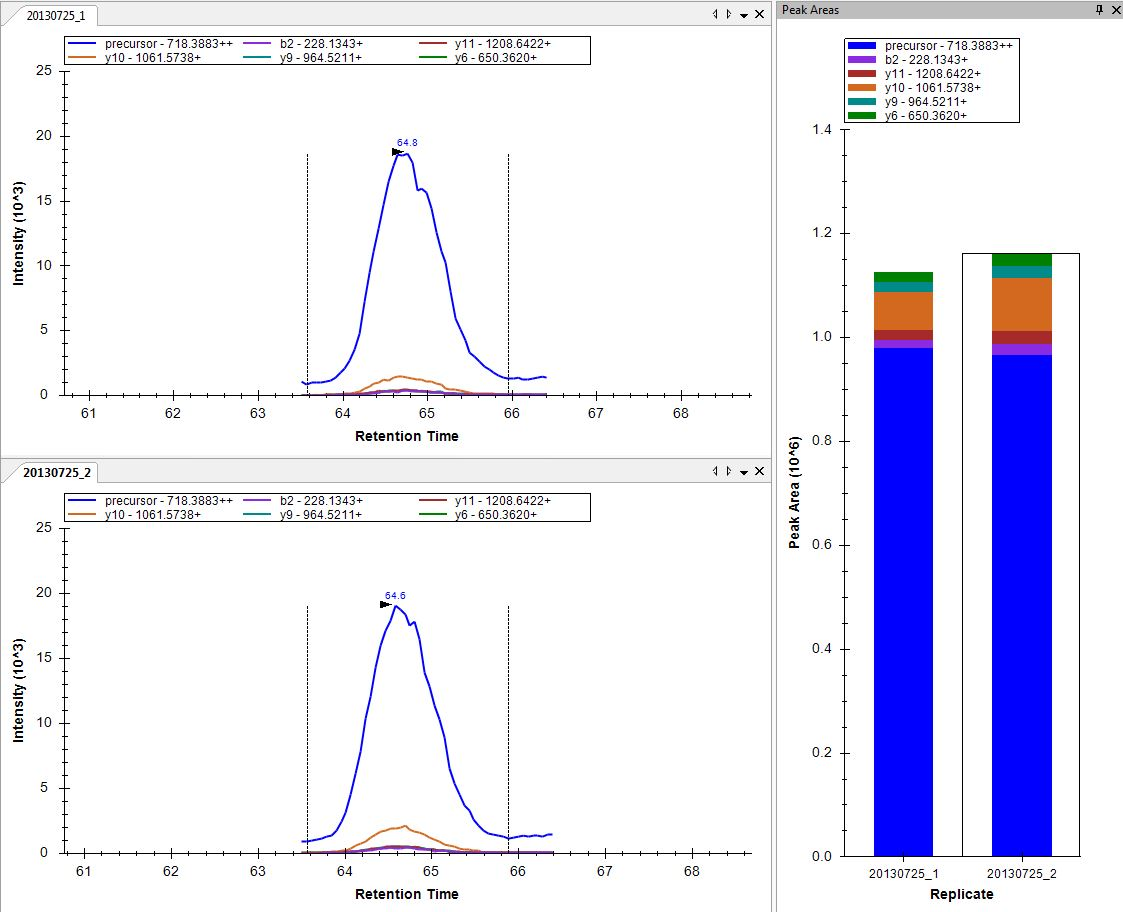 20130725_1
precursor - 718.3883++ b2 - 228.1343+ y11 - 1208.6422+
y10 - 1061.5738+ y9 - 964.5211+ y6 - 650.3620+
25
20
15
10
5
0
Intensity (10^3)
64.8
61 62 63 64 65 66 67 68
Retention Time
20130725_2
precursor - 718.3883++ b2 - 228.1343+ y11 - 1208.6422+
y10 - 1061.5738+ y9 - 964.5211+ y6 - 650.3620+
25
20
15
10
5
0
Intensity (10^3)
64.6
61 62 63 64 65 66 67 68
Retention Time
Peak Areas
precursor - 718.3883++
b2 - 228.1343+
y11 - 1208.6422+
y10 - 1061.5738+
y9 - 964.5211+
y6 - 650.3620+
1.4
1.2
1.0
0.8
0.6
0.4
0.2
0.0
Peak Area (10^6)
20130725_1 20130725_2
Replicate